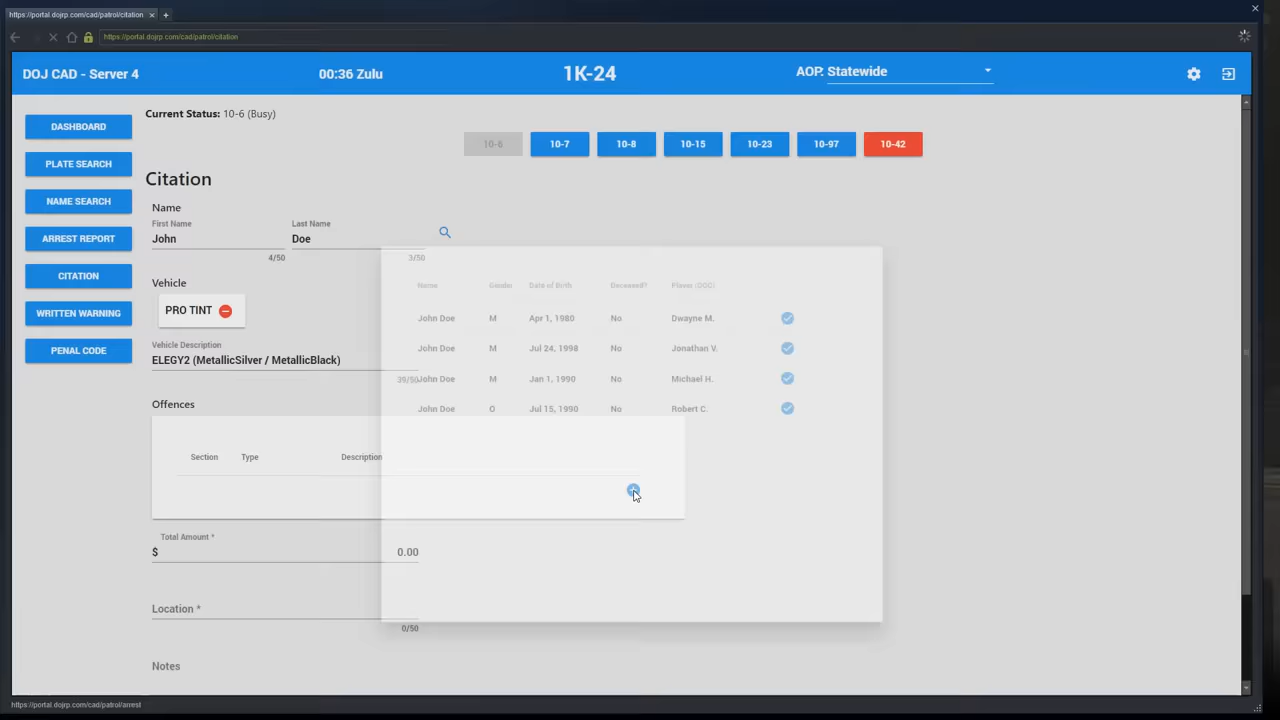 https://portal.dojrp.com/cad/patrol/citation
https://portal.dojrp.com/cad/patrol/citation
DOJ CAD - Server 4
00:36 Zulu
1K-24
AOP: Statewide
Current Status: 10-6 (Busy)
10-6
10-7
10-8
10-15
10-23
10-97
10-42
DASHBOARD
PLATE SEARCH
NAME SEARCH
ARREST REPORT
CITATION
WRITTEN WARNING
PENAL CODE
Citation
Name
First Name
Last Name
John
Doe
4/50
3/50
Vehicle
PRO TINT
Vehicle Description
ELEGY2 (MetallicSilver / MetallicBlack)
39/50
Name Gender Date of Birth Deceased? Player (DOC)
John Doe M Apr 1, 1980 No Dwayne M.
John Doe M Jul 24, 1998 No Jonathan V.
John Doe M Jan 1, 1990 No Michael H.
John Doe O Jul 15, 1990 No Robert C.
Offences
Section Type Description
Total Amount *
$ 0.00
Location *
0/50
Notes
https://portal.dojrp.com/cad/patrol/arrest